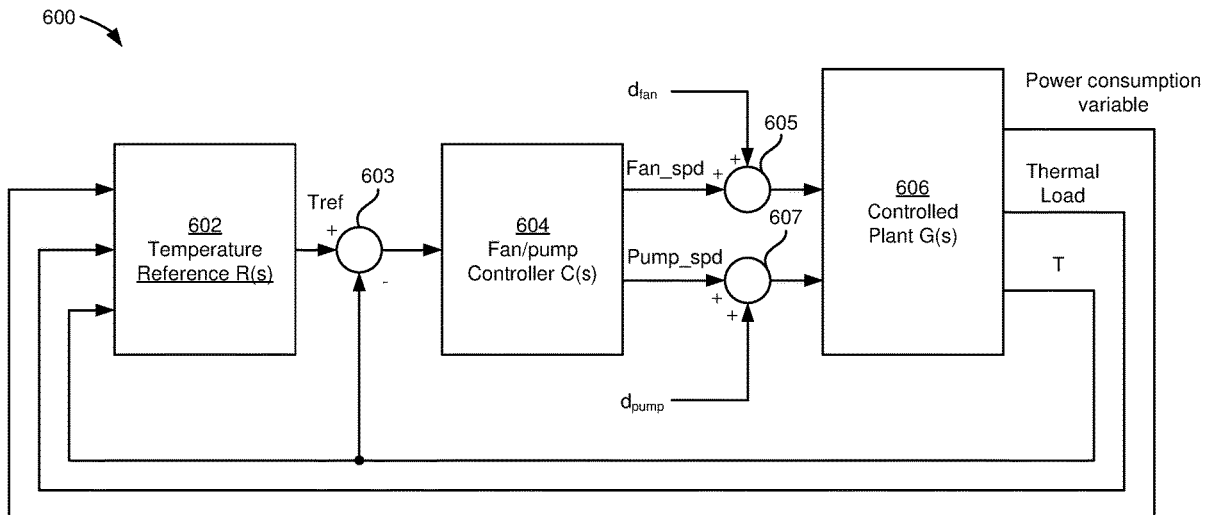 600
Power consumption
variable
d_fan
605
603
Fan_spd
Thermal
Load
Tref
+
+
602
Temperature
Reference R(s)
+
604
Fan/pump
Controller C(s)
606
Controlled
Plant G(s)
607
Pump_spd
T
-
+
+
d_pump